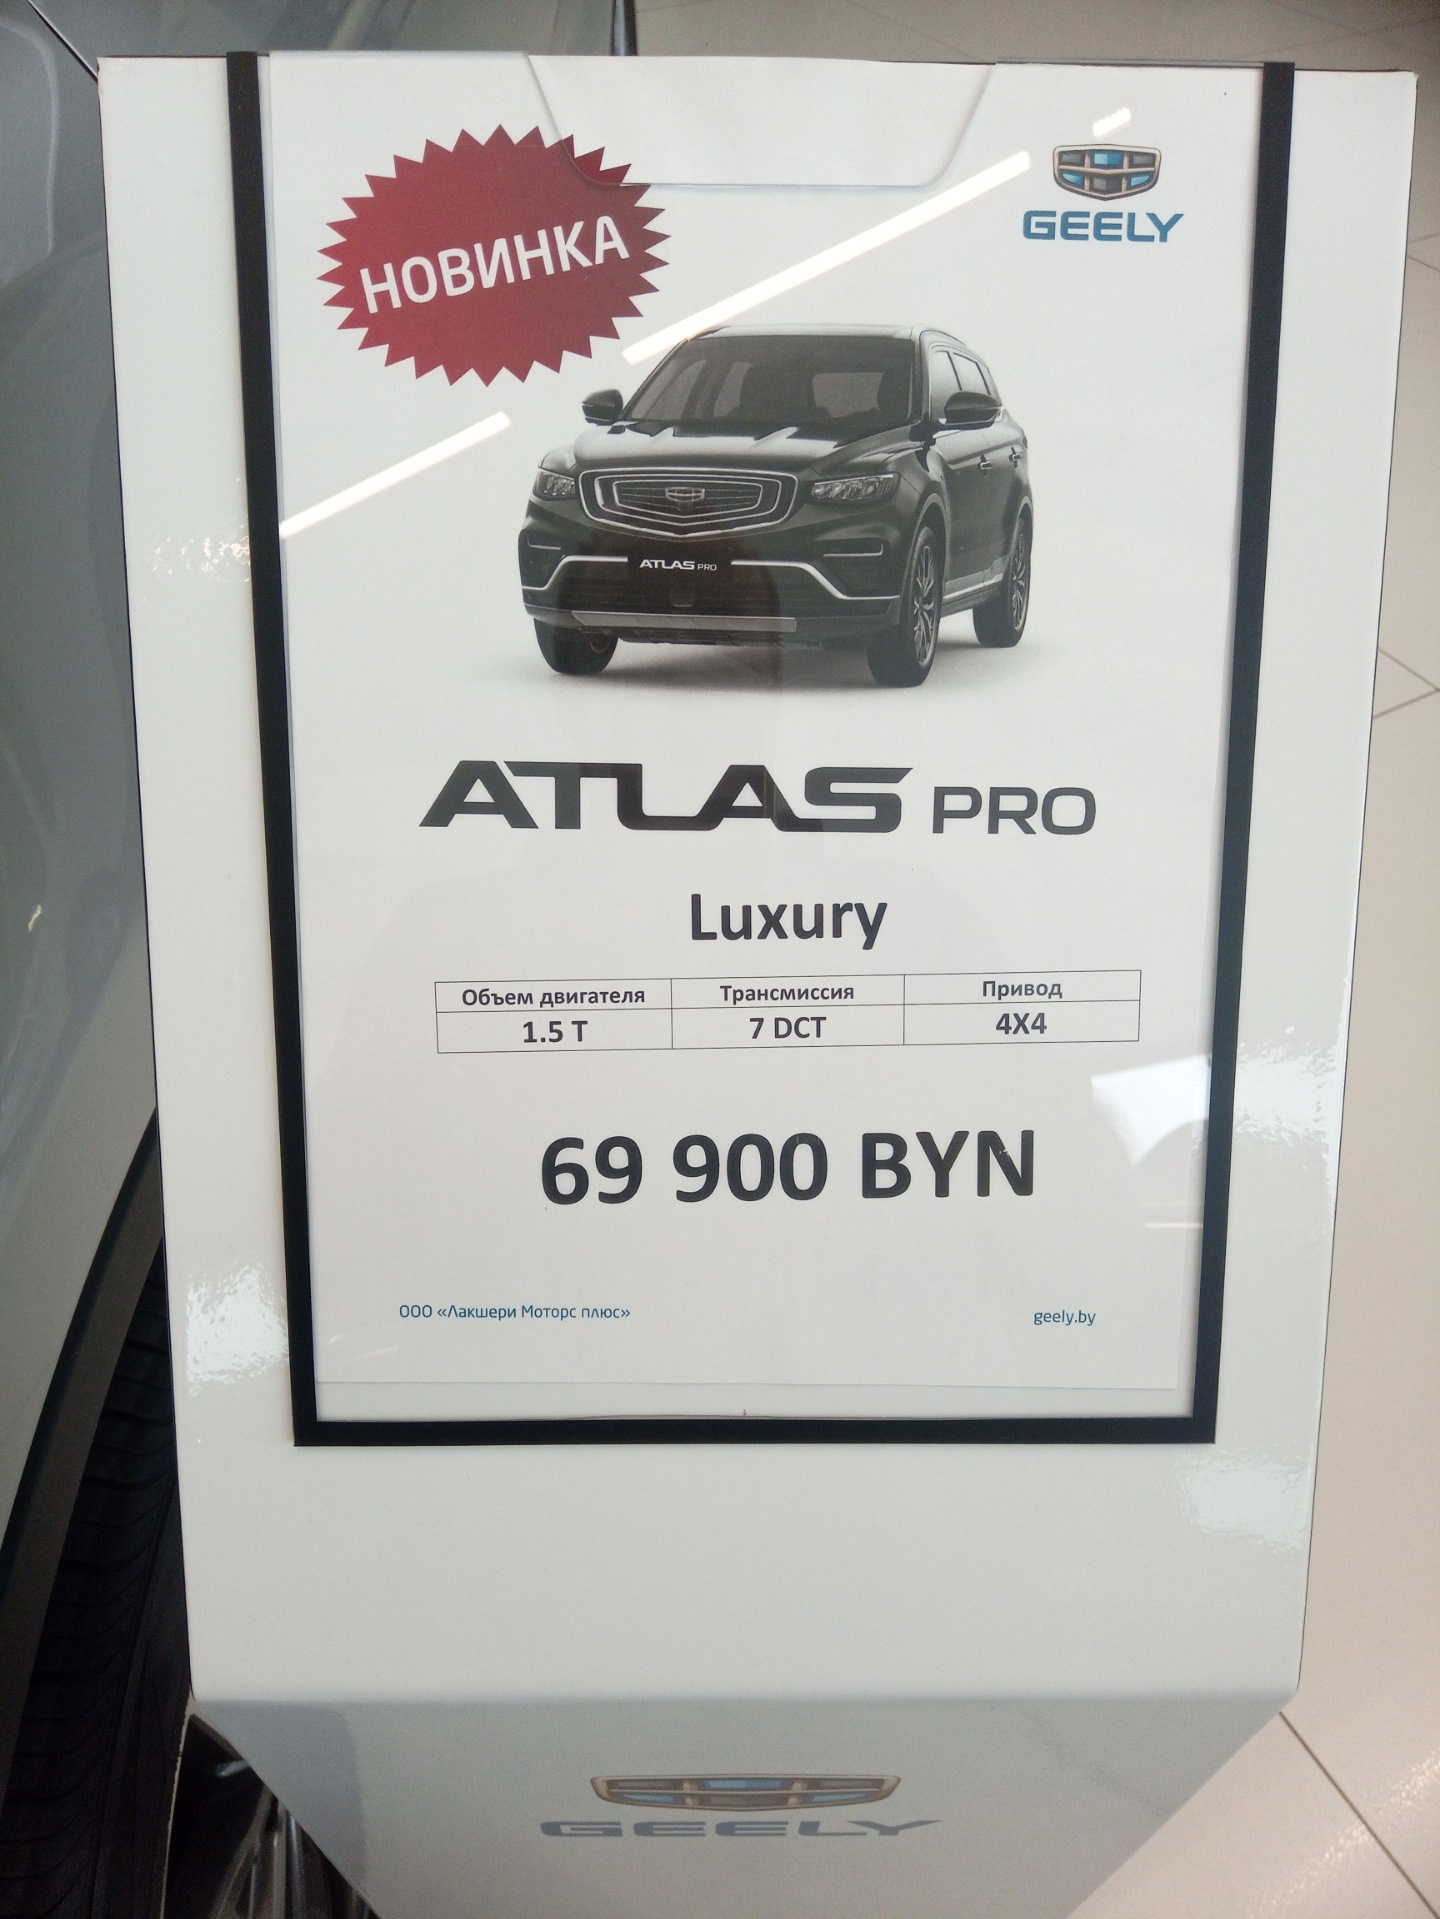 НОВИНКА
GEELY
ATLAS PRO
ATLAS PRO
Luxury
Объем двигателя Трансмиссия Привод
1.5 T 7 DCT 4X4
69 900 BYN
ООО «Лакшери Моторс плюс» geely.by
GEELY